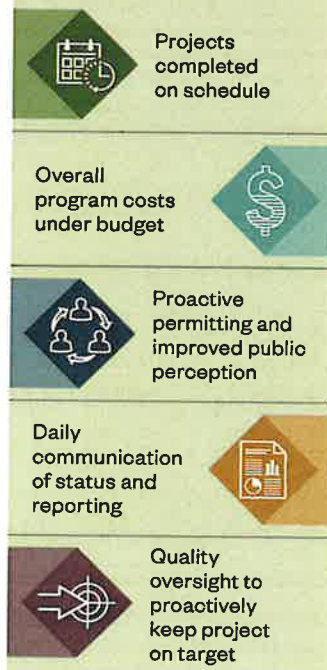 Projects
completed
on schedule
Overall
program costs
under budget
Proactive
permitting and
improved public
perception
Daily
communication
of status and
reporting
Quality
oversight to
proactively
keep project
on target